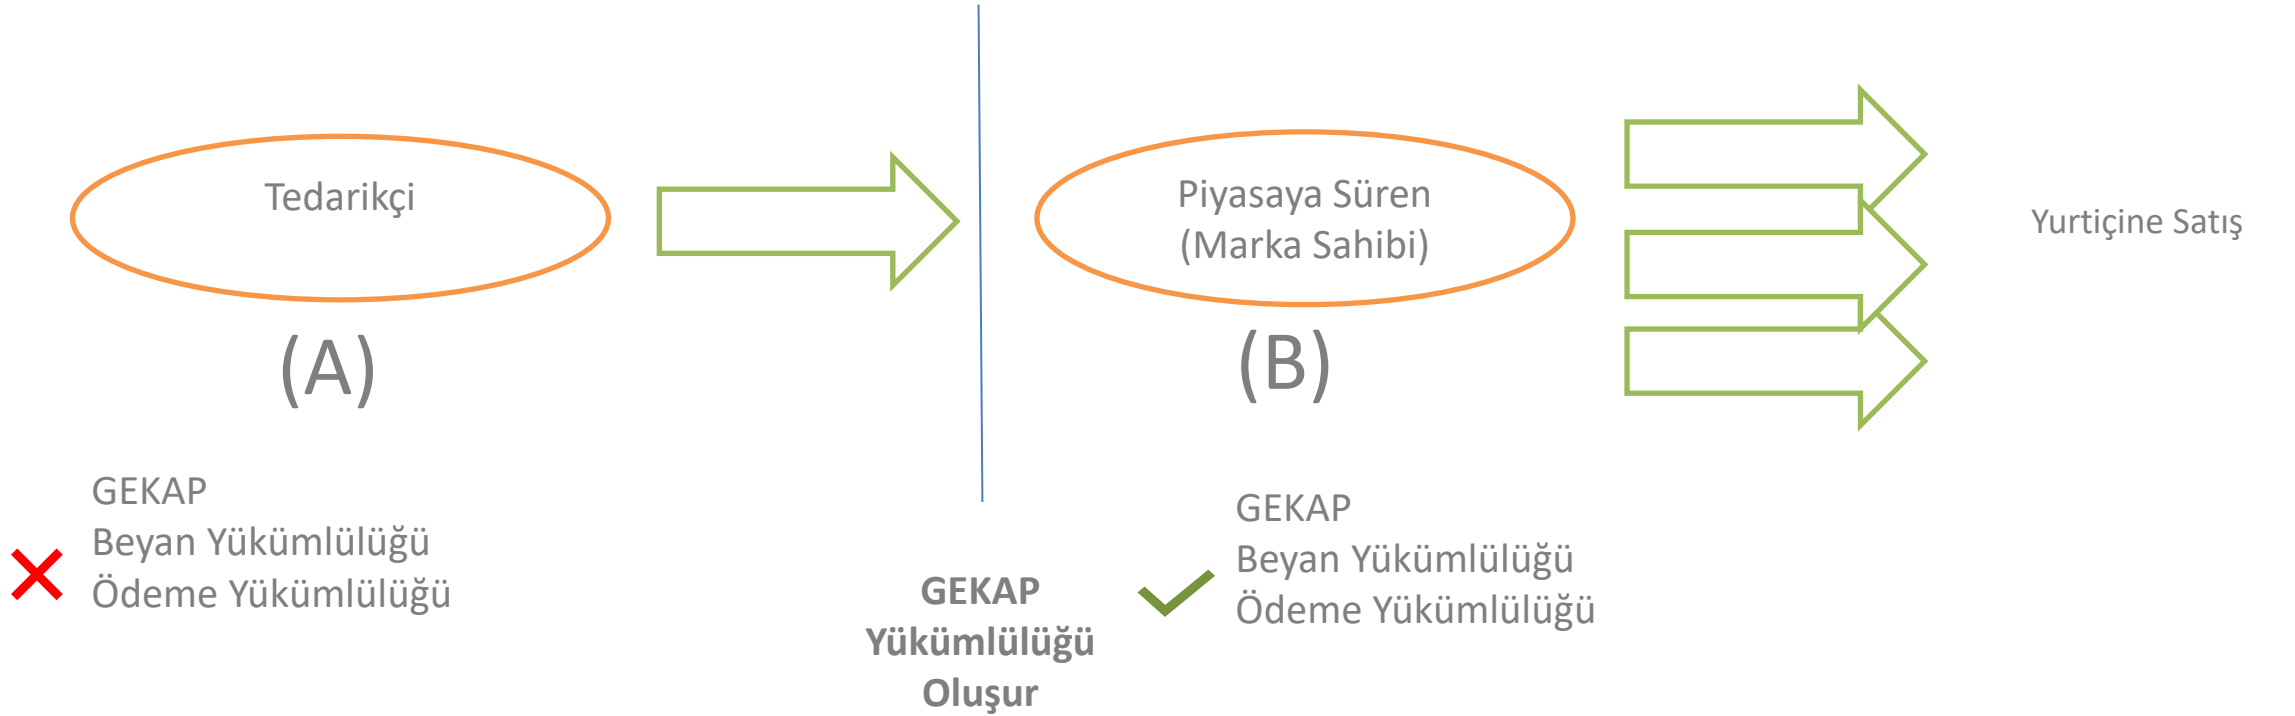 Tedarikçi
(A)
GEKAP
Beyan Yükümlülüğü
Ödeme Yükümlülüğü
GEKAP
Yükümlülüğü
Oluşur
Piyasaya Süren
(Marka Sahibi)
(B)
GEKAP
Beyan Yükümlülüğü
Ödeme Yükümlülüğü
Yurtiçine Satış